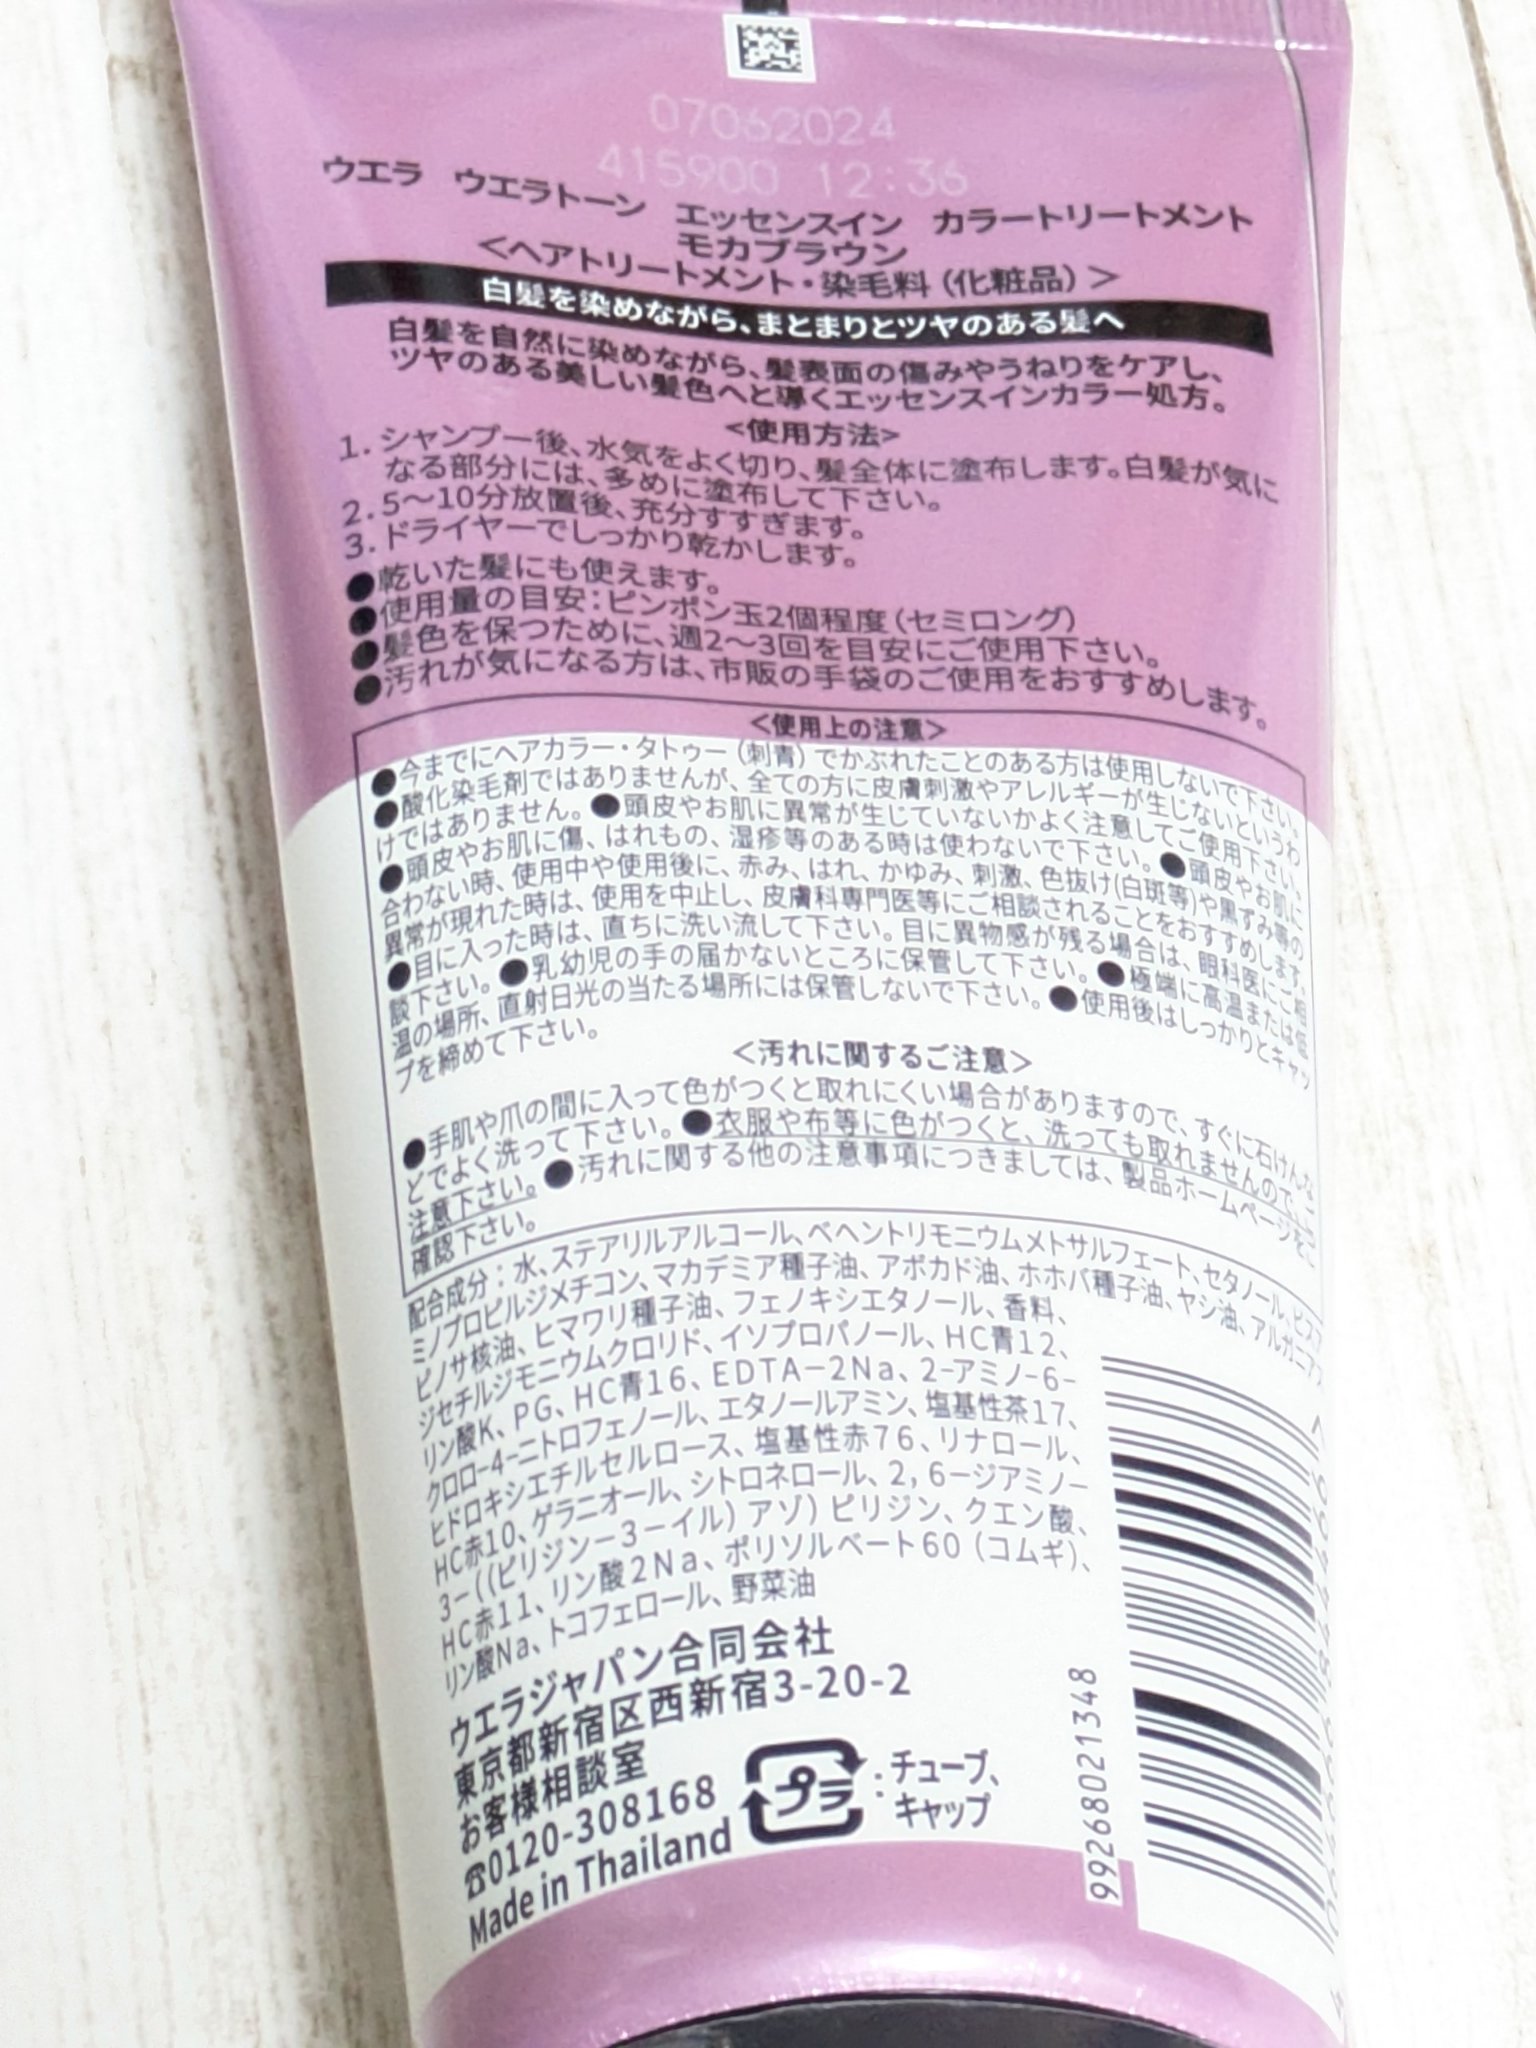 07062024
415900 12:36
ウエラ ウエラトーン エッセンスイン カラートリートメント
モカブラウン
<ヘアトリートメント・染毛料(化粧品)>
白髪を染めながら、まとまりとツヤのある髪へ
白髪を自然に染めながら、髪表面の傷みやうねりをケアし、
ツヤのある美しい髪色へと導くエッセンスインカラー処方。
<使用方法>
1. シャンプー後、水気をよく切り、髪全体に塗布します。白髪が気に
なる部分には、多めに塗布して下さい。
2. 5〜10分放置後、充分すすぎます。
3. ドライヤーでしっかり乾かします。
●乾いた髪にも使えます。
●使用量の目安:ピンポン玉2個程度(セミロング)
●髪色を保つために、週2〜3回を目安にご使用下さい。
●汚れが気になる方は、市販の手袋のご使用をおすすめします。
<使用上の注意>
●今までにヘアカラー・タトゥー(刺青)でかぶれたことのある方は使用しないで下さい。
●酸化染毛剤ではありませんが、全ての方に皮膚刺激やアレルギーが生じないというわ
けではありません。●頭皮やお肌に異常が生じていないかよく注意してご使用下さい。
●頭皮やお肌に傷、はれもの、湿疹等のある時は使わないで下さい。●頭皮やお肌に
合わない時、使用中や使用後に、赤み、はれ、かゆみ、刺激、色抜け(白斑等)や黒ずみ等の
異常が現れた時は、使用を中止し、皮膚科専門医等にご相談されることをおすすめします。
●目に入った時は、直ちに洗い流して下さい。目に異物感が残る場合は、眼科医にご相
談下さい。●乳幼児の手の届かないところに保管して下さい。●極端に高温または低
温の場所、直射日光の当たる場所には保管しないで下さい。●使用後はしっかりとキャッ
プを締めて下さい。
<汚れに関するご注意>
●手肌や爪の間に入って色がつくと取れにくい場合がありますので、すぐに石けんな
どでよく洗って下さい。●衣服や布等に色がつくと、洗っても取れませんので、
注意下さい。●汚れに関する他の注意事項につきましては、製品ホームページをご
確認下さい。
配合成分:水、ステアリルアルコール、ベヘントリモニウムメトサルフェート、セタノール、ビスア
ミノプロピルジメチコン、マカデミア種子油、アボカド油、ホホバ種子油、ヤシ油、アルガニアス
ピノサ核油、ヒマワリ種子油、フェノキシエタノール、香料、
ジセチルジモニウムクロリド、イソプロパノール、HC青12、
リン酸K、PG、HC青16、EDTA−2Na、2-アミノ-6-
クロロ-4-ニトロフェノール、エタノールアミン、塩基性茶17、
ヒドロキシエチルセルロース、塩基性赤76、リナロール、
HC赤10、ゲラニオール、シトロネロール、2,6−ジアミノ−
3−((ピリジン−3−イル)アゾ)ピリジン、クエン酸、
HC赤11、リン酸2Na、ポリソルベート60(コムギ)、
リン酸Na、トコフェロール、野菜油
ウエラジャパン合同会社
東京都新宿区西新宿3-20-2
お客様相談室
☎0120-308168
Made in Thailand
プラ
:チューブ、
キャップ
99268021348